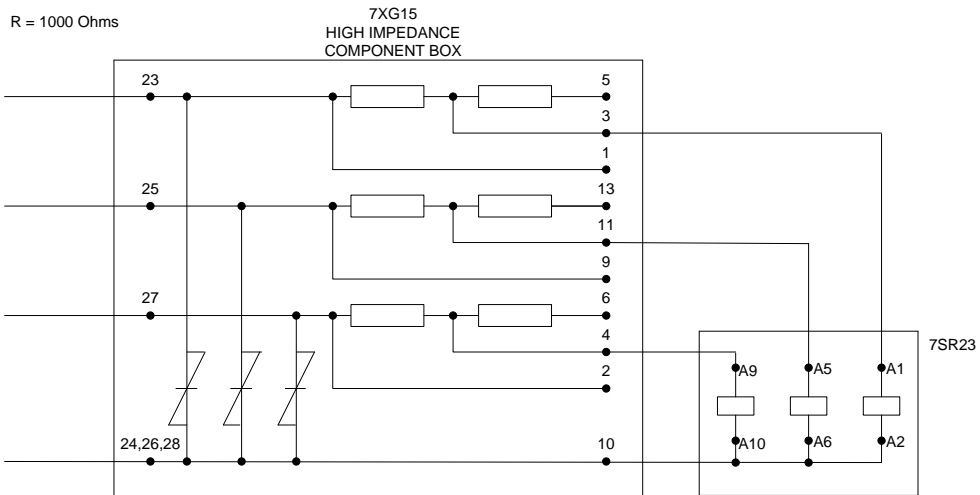 R = 1000 Ohms
7XG15
HIGH IMPEDANCE
COMPONENT BOX
23
5
3
1
25
13
11
9
27
6
4
2
7SR23
A9
A5
A1
24,26,28
10
A10
A6
A2